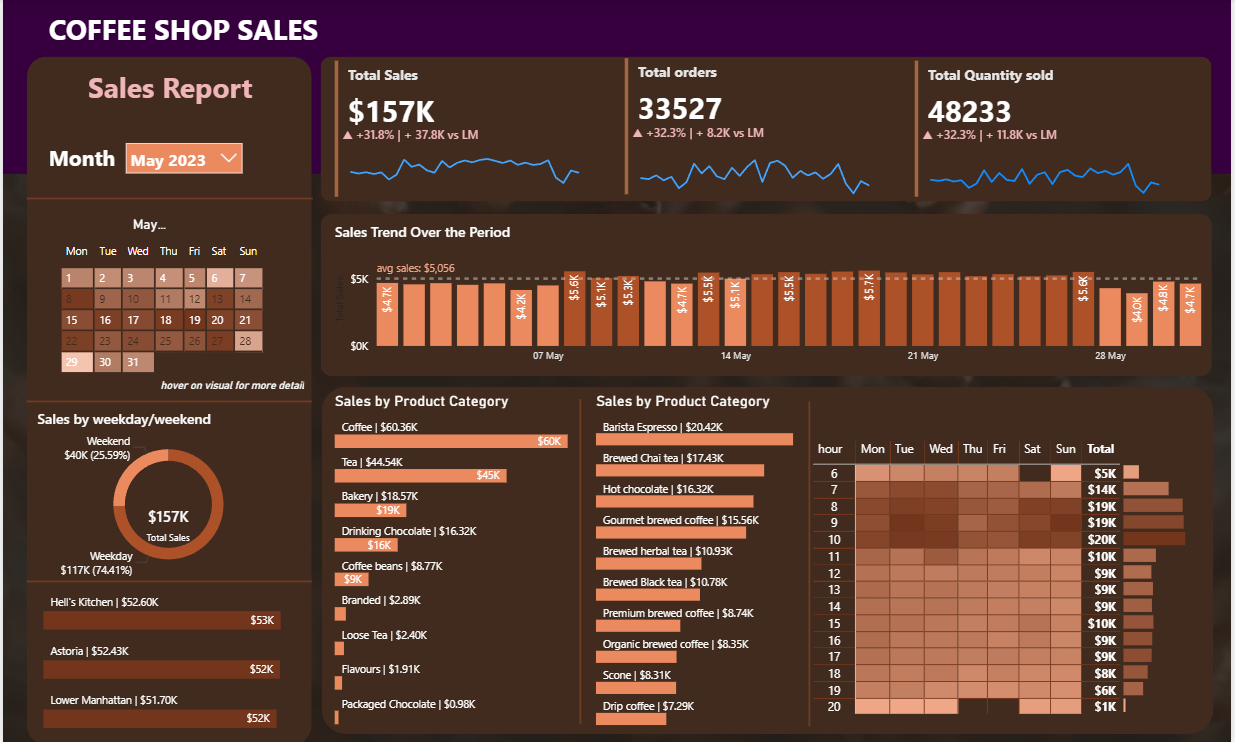 COFFEE SHOP SALES
Sales Report
Month
May 2023
May...
Mon Tue Wed Thu Fri Sat Sun
1 2 3 4 5 6 7
8 9 10 11 12 13 14
15 16 17 18 19 20 21
22 23 24 25 26 27 28
29 30 31
hover on visual for more detail
Sales by weekday/weekend
Weekend
$40K (25.59%)
$157K
Total Sales
Weekday
$117K (74.41%)
Hell's Kitchen | $52.60K
$53K
Astoria | $52.43K
$52K
Lower Manhattan | $51.70K
$52K
Total Sales
$157K
+31.8% | + 37.8K vs LM
Total orders
33527
+32.3% | + 8.2K vs LM
Total Quantity sold
48233
+32.3% | + 11.8K vs LM
Sales Trend Over the Period
avg sales: $5,056
Total Sales
$5K
$0K
$4.7K $4.2K $5.6K $5.1K $5.3K $4.7K $5.5K $5.1K $5.5K $5.7K $5.6K $4.0K $4.8K $4.7K
07 May 14 May 21 May 28 May
Sales by Product Category
Coffee | $60.36K
$60K
Tea | $44.54K
$45K
Bakery | $18.57K
$19K
Drinking Chocolate | $16.32K
$16K
Coffee beans | $8.77K
$9K
Branded | $2.89K
Loose Tea | $2.40K
Flavours | $1.91K
Packaged Chocolate | $0.98K
Sales by Product Category
Barista Espresso | $20.42K
Brewed Chai tea | $17.43K
Hot chocolate | $16.32K
Gourmet brewed coffee | $15.56K
Brewed herbal tea | $10.93K
Brewed Black tea | $10.78K
Premium brewed coffee | $8.74K
Organic brewed coffee | $8.35K
Scone | $8.31K
Drip coffee | $7.29K
hour Mon Tue Wed Thu Fri Sat Sun Total
6 $5K
7 $14K
8 $19K
9 $19K
10 $20K
11 $10K
12 $9K
13 $9K
14 $9K
15 $10K
16 $9K
17 $9K
18 $8K
19 $6K
20 $1K